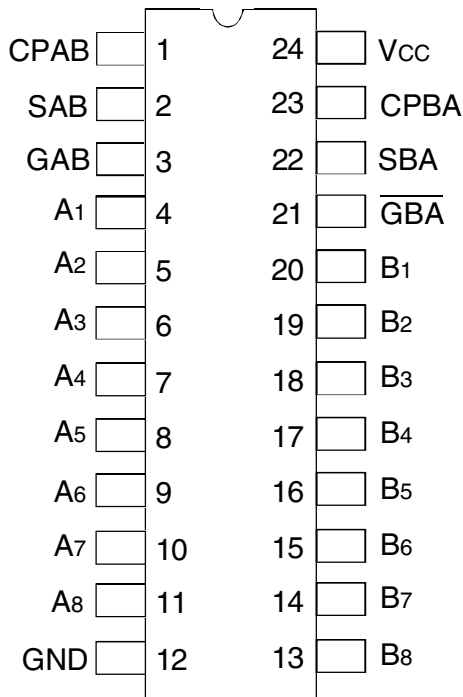 CPAB 1 24 VCC
SAB 2 23 CPBA
GAB 3 22 SBA
A1 4 21 G̅B̅A̅
A2 5 20 B1
A3 6 19 B2
A4 7 18 B3
A5 8 17 B4
A6 9 16 B5
A7 10 15 B6
A8 11 14 B7
GND 12 13 B8